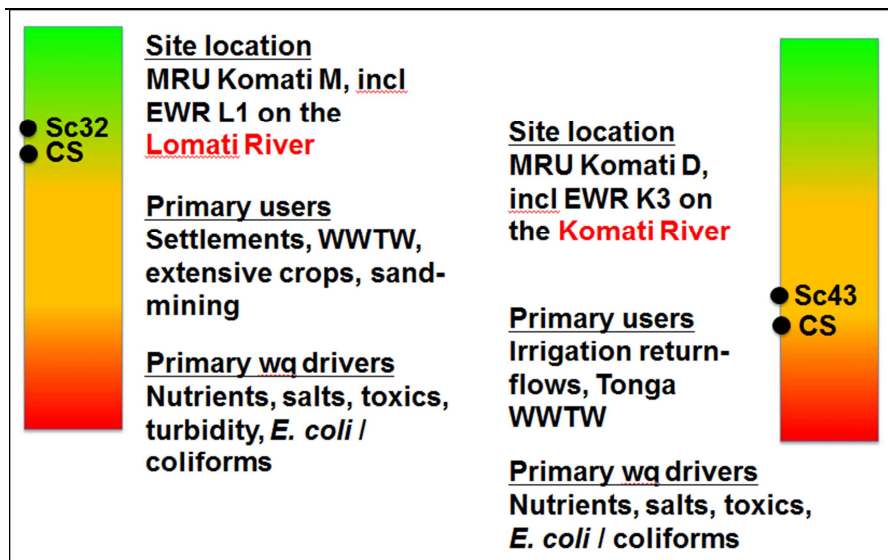 Sc32
CS
Site location
MRU Komati M, incl
EWR L1 on the
Lomati River
Primary users
Settlements, WWTW,
extensive crops, sand-
mining
Primary wq drivers
Nutrients, salts, toxics,
turbidity, E. coli /
coliforms
Site location
MRU Komati D,
incl EWR K3 on
the Komati River
Primary users
Irrigation return-
flows, Tonga
WWTW
Primary wq drivers
Nutrients, salts, toxics,
E. coli / coliforms
Sc43
CS